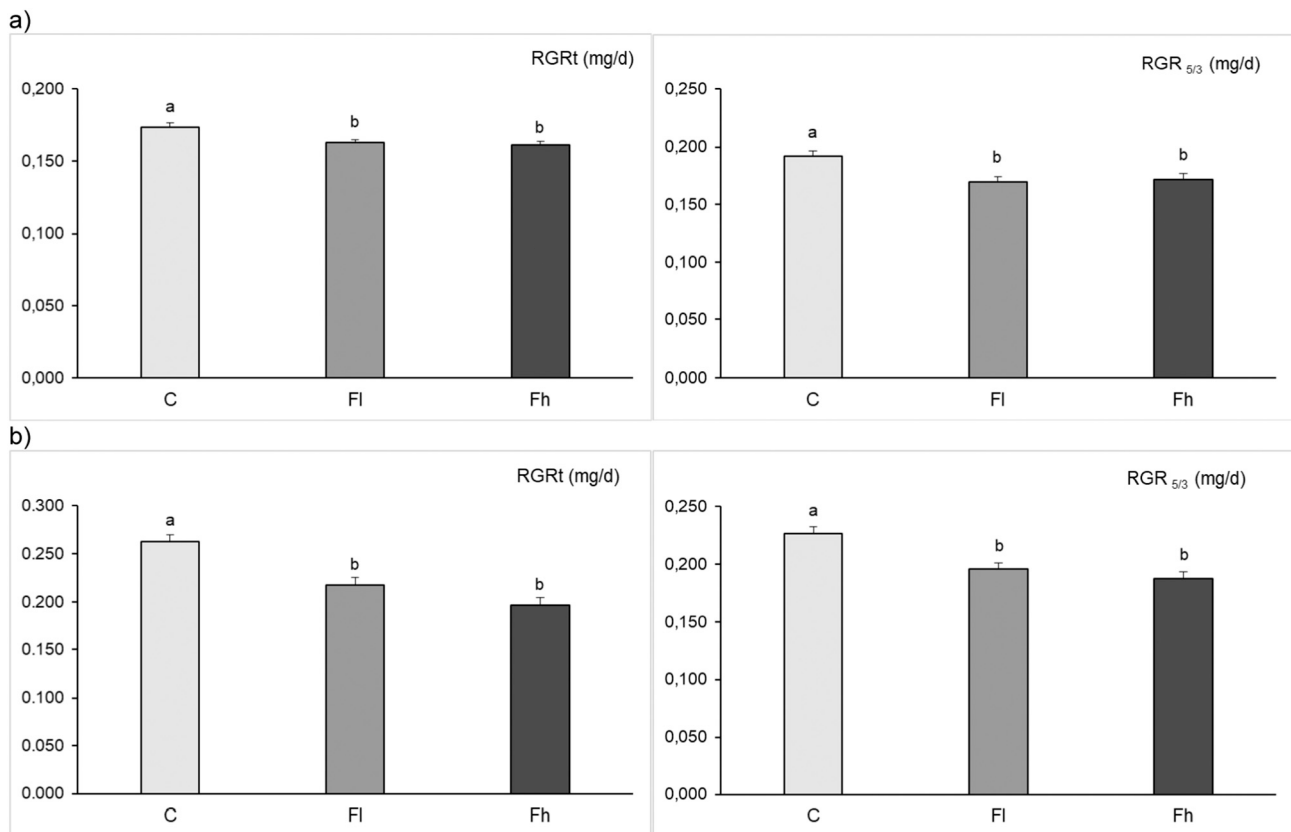 a)
RGRt (mg/d)
0,200
0,150
0,100
0,050
0,000
a
b
b
C
Fl
Fh
RGR 5/3 (mg/d)
0,250
0,200
0,150
0,100
0,050
0,000
a
b
b
C
Fl
Fh
b)
RGRt (mg/d)
0.300
0.250
0.200
0.150
0.100
0.050
0.000
a
b
b
C
Fl
Fh
RGR 5/3 (mg/d)
0,250
0,200
0,150
0,100
0,050
0,000
a
b
b
C
Fl
Fh